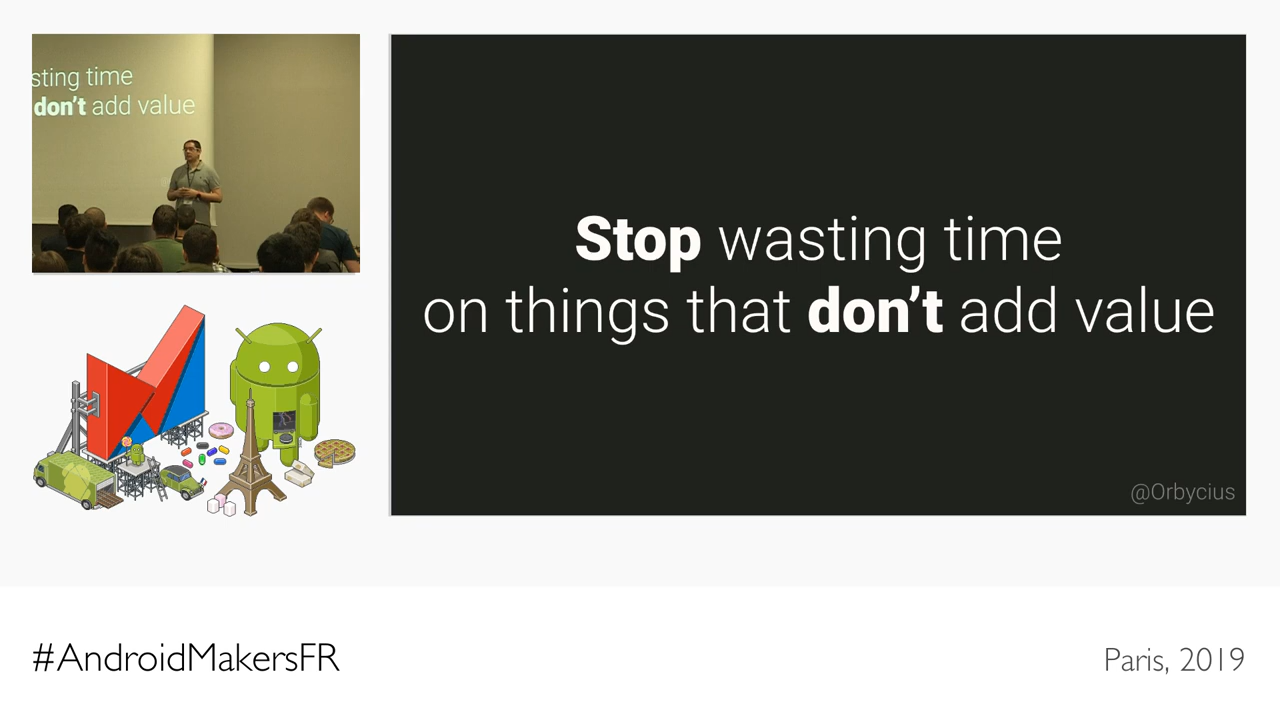 sting time
don't add value
Stop wasting time
on things that don't add value
@Orbycius
#AndroidMakersFR
Paris, 2019